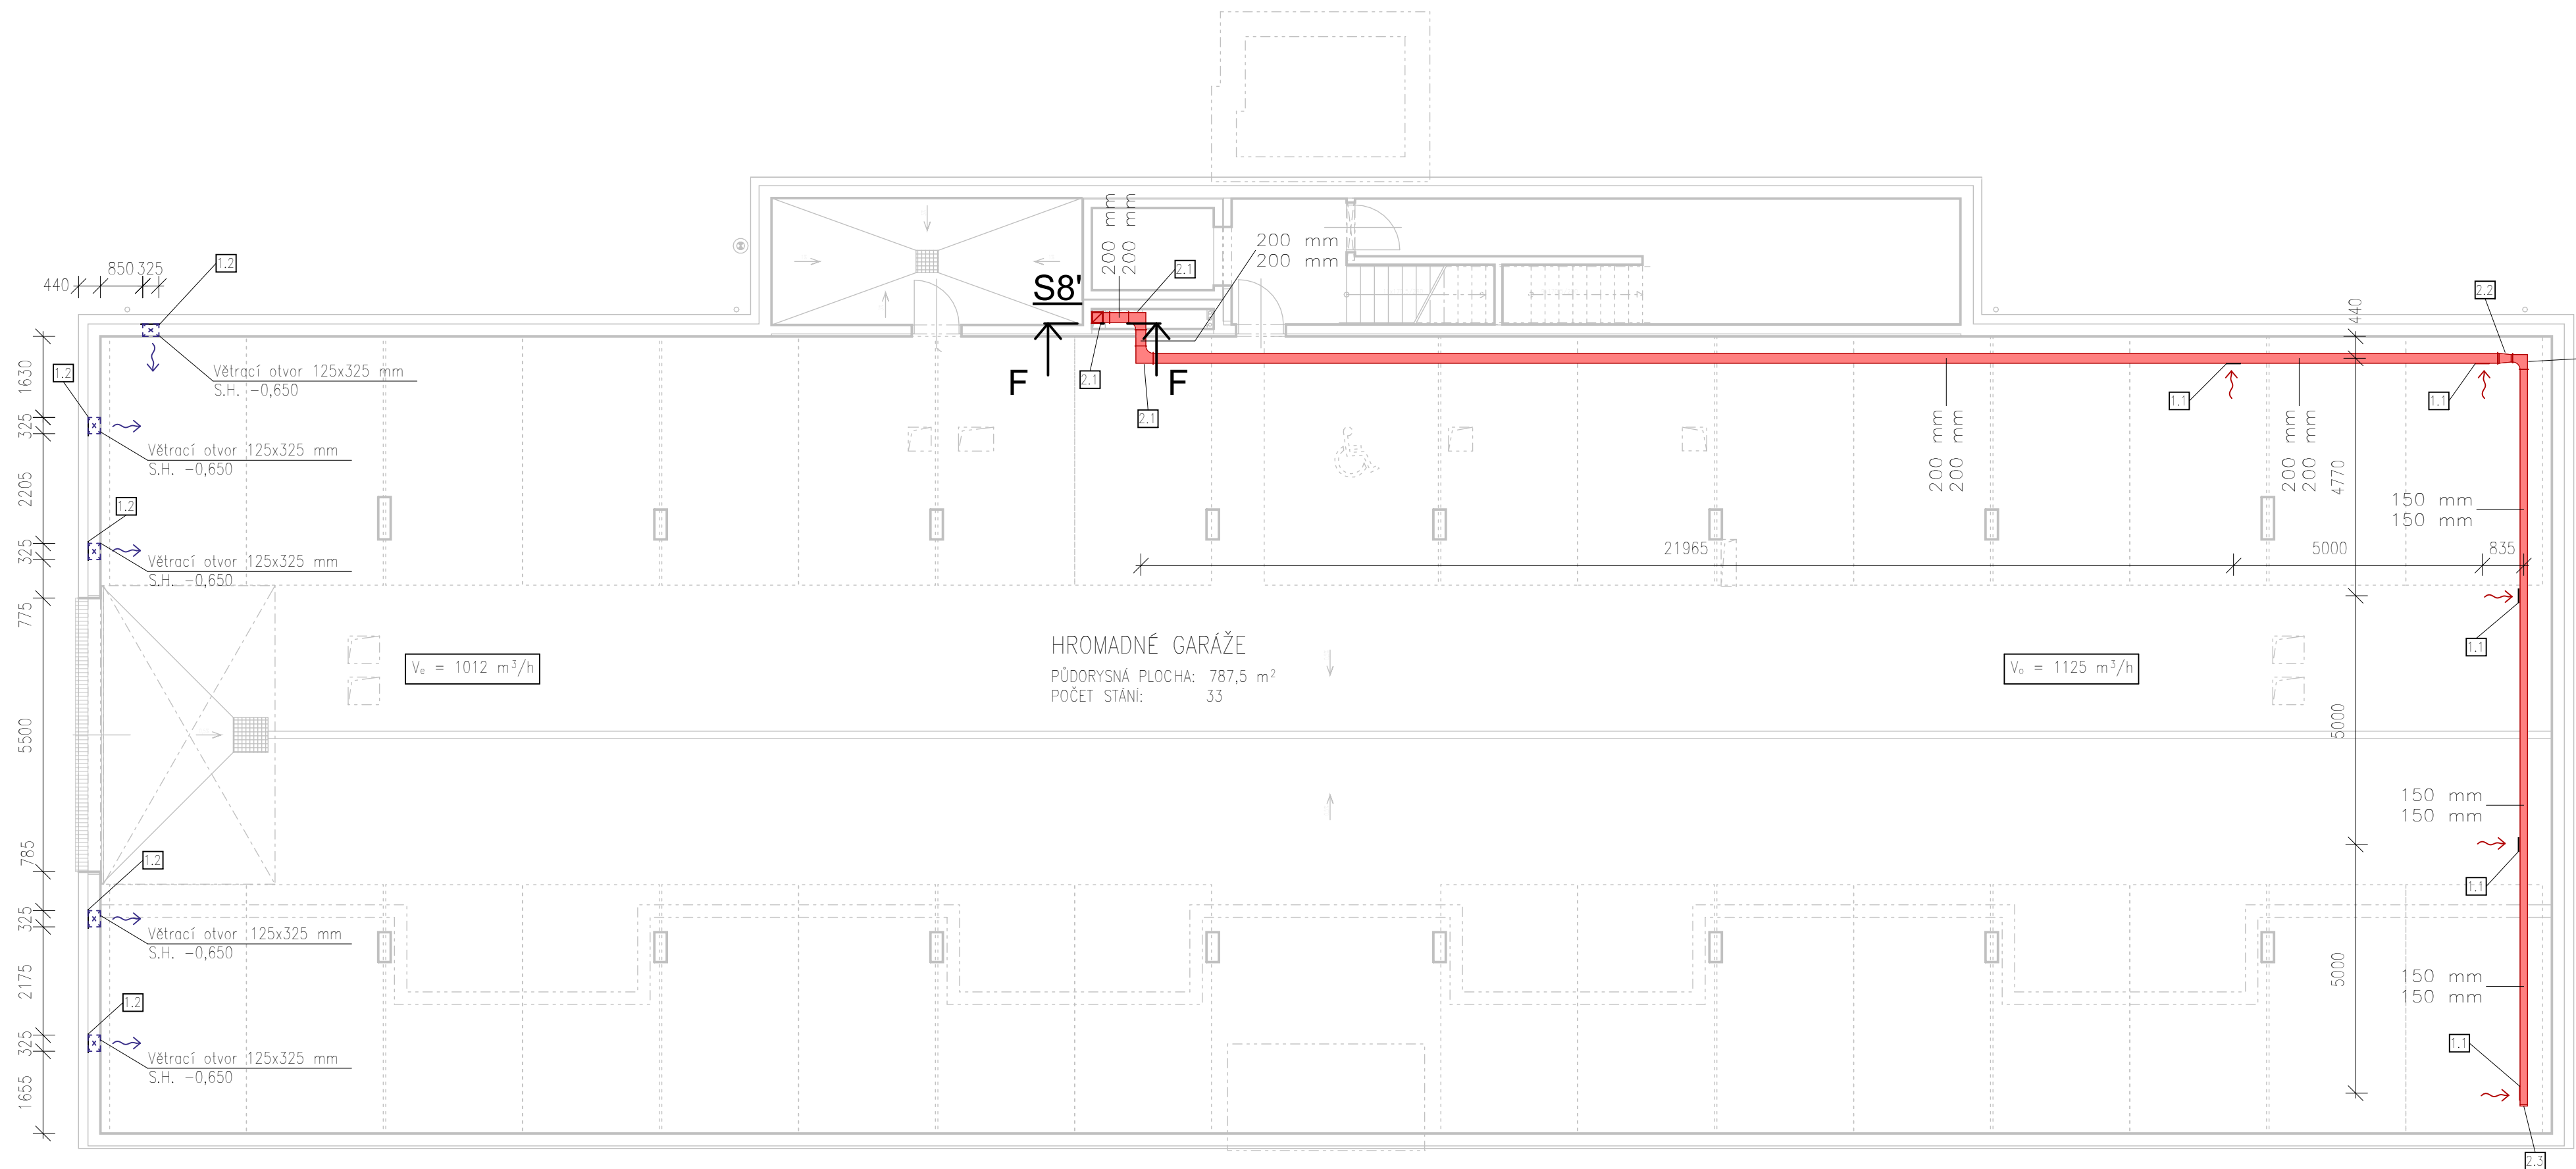 200 mm
200 mm
200 mm
200 mm
S8'
2.1
2.1
2.1
F
F
440
850
325
1.2
1.2
1.2
1.2
1.2
Větrací otvor 125x325 mm
S.H. -0,650
Větrací otvor 125x325 mm
S.H. -0,650
Větrací otvor 125x325 mm
S.H. -0,650
Větrací otvor 125x325 mm
S.H. -0,650
Větrací otvor 125x325 mm
S.H. -0,650
1630
325
2205
325
775
5500
785
325
2175
325
1655
Ve = 1012 m³/h
HROMADNÉ GARÁŽE
PŮDORYSNÁ PLOCHA: 787,5 m²
POČET STÁNÍ: 33
Vo = 1125 m³/h
2.2
440
1.1
1.1
200 mm
200 mm
200 mm
200 mm
4770
150 mm
150 mm
21965
5000
835
1.1
5000
150 mm
150 mm
1.1
5000
150 mm
150 mm
1.1
2.3